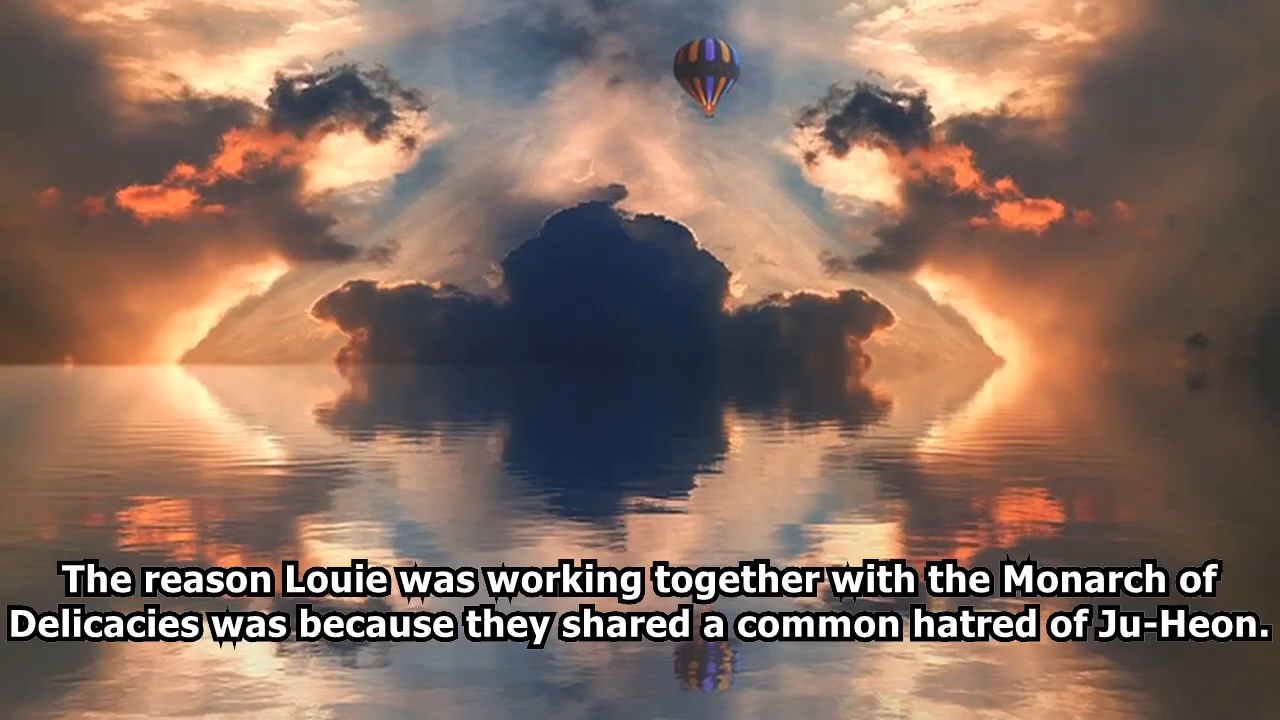 The reason Louie was working together with the Monarch of
Delicacies was because they shared a common hatred of Ju-Heon.